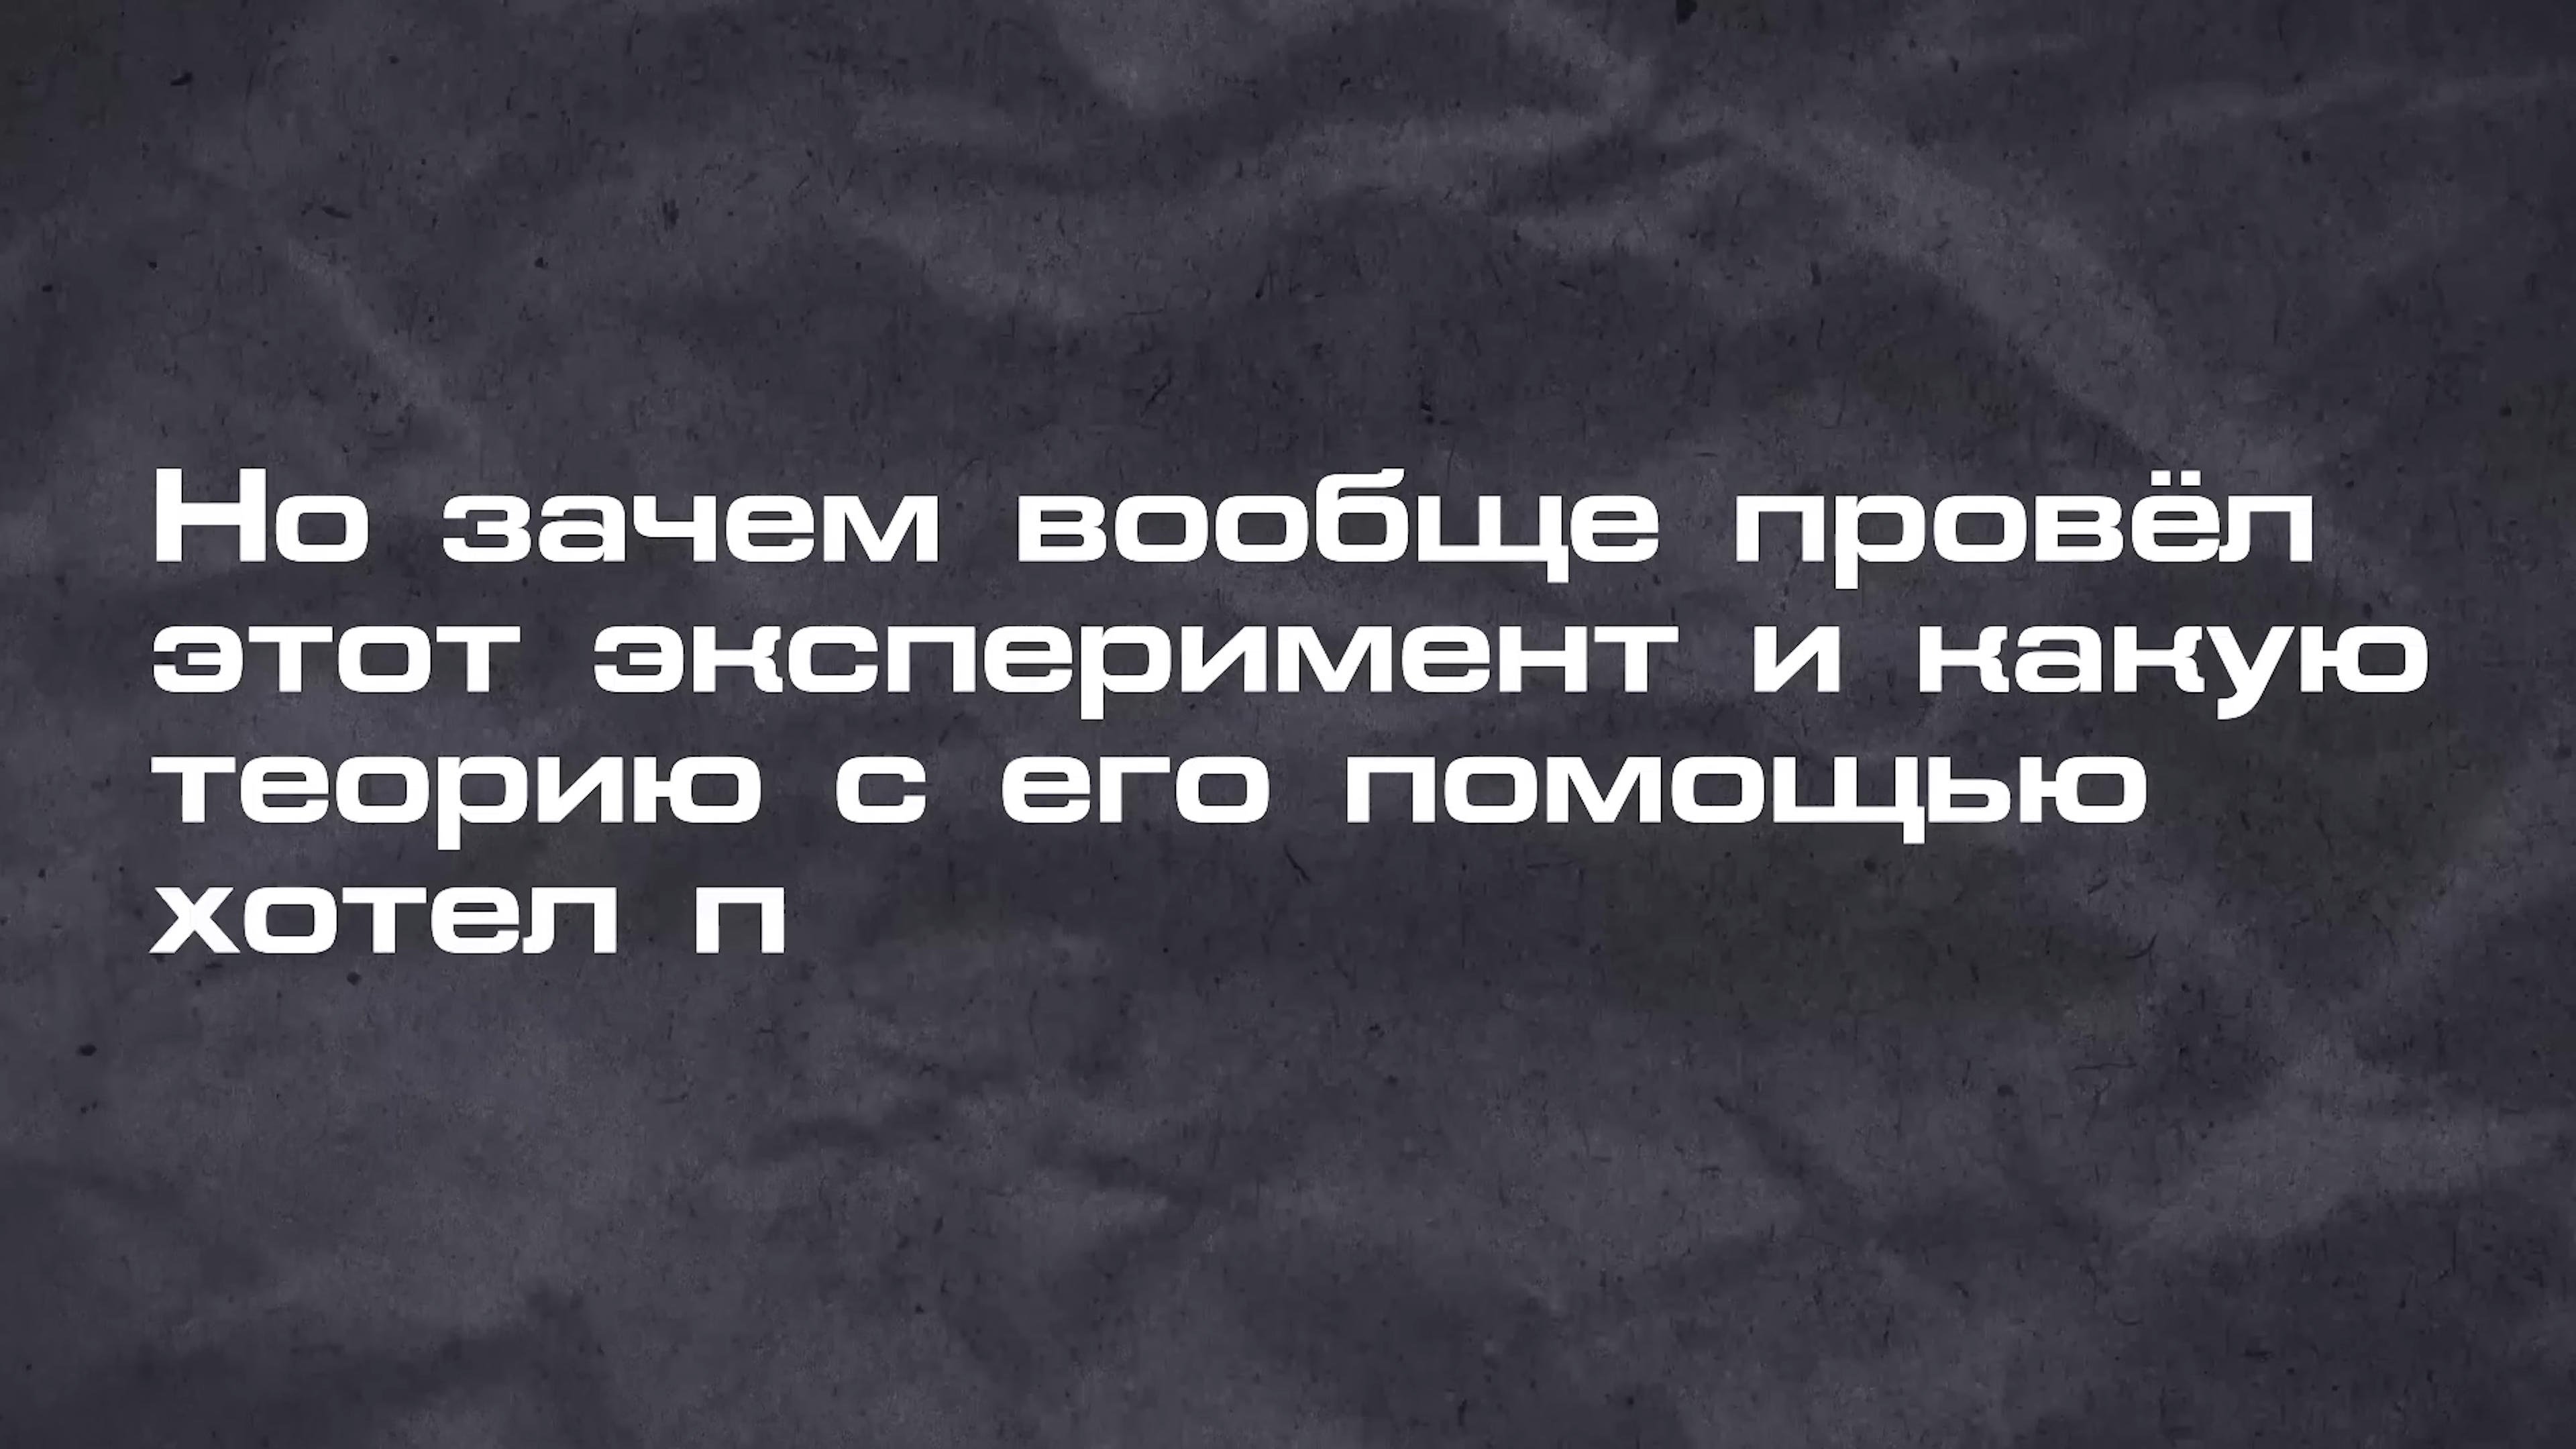 Но зачем вообще провёл
этот эксперимент и какую
теорию с его помощью
хотел п